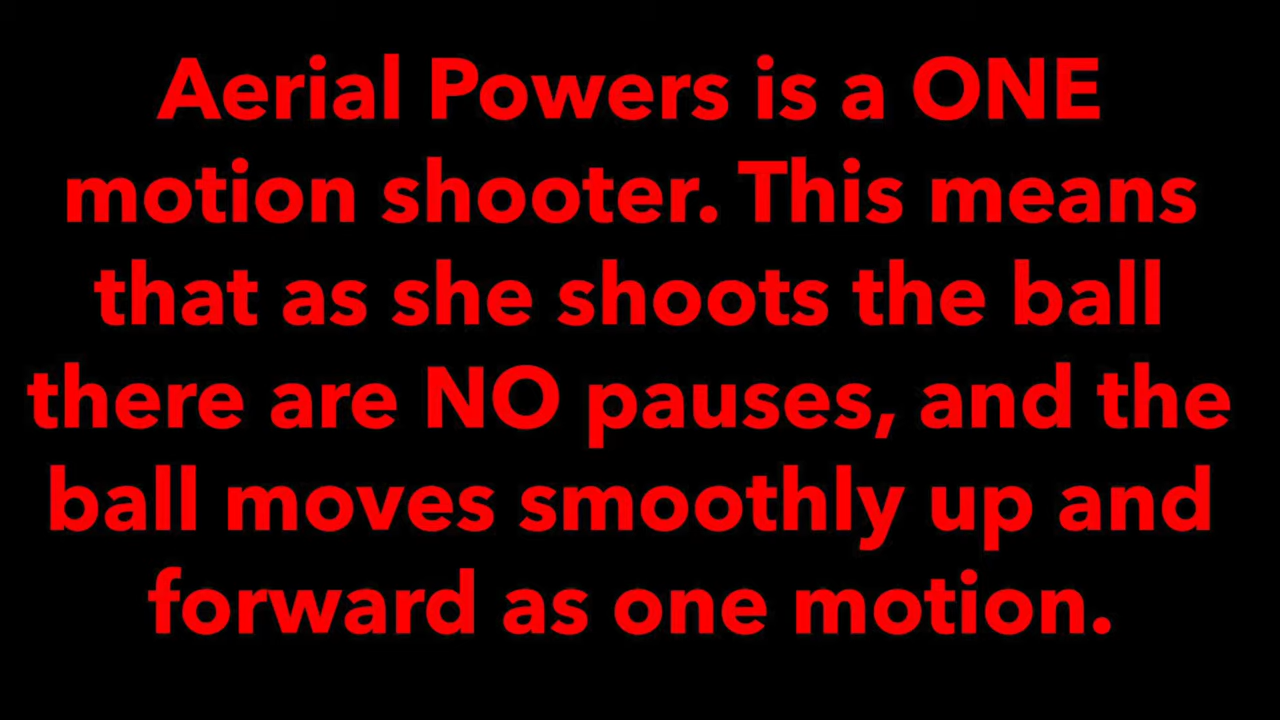 Aerial Powers is a ONE
motion shooter. This means
that as she shoots the ball
there are NO pauses, and the
ball moves smoothly up and
forward as one motion.